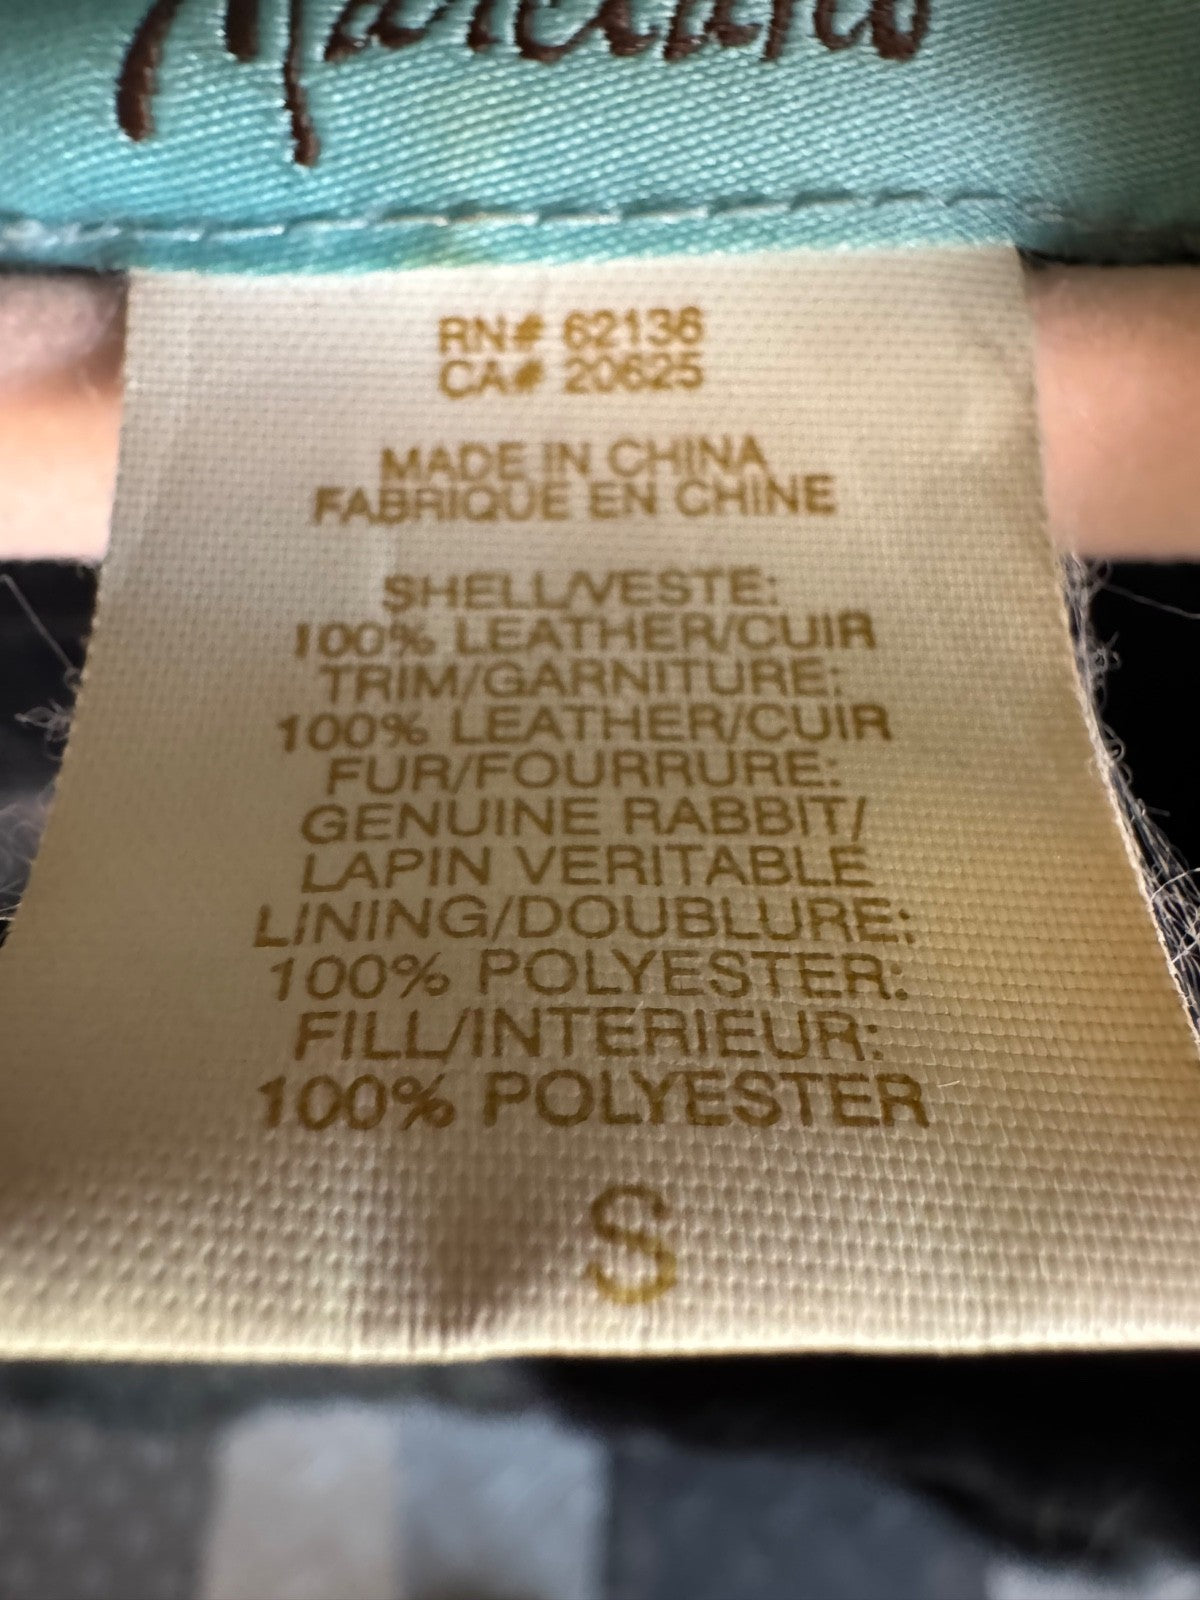 Marciano
RN# 62136
CA# 20625
MADE IN CHINA
FABRIQUE EN CHINE
SHELL/VESTE:
100% LEATHER/CUIR
TRIM/GARNITURE:
100% LEATHER/CUIR
FUR/FOURRURE:
GENUINE RABBIT/
LAPIN VERITABLE
LINING/DOUBLURE:
100% POLYESTER:
FILL/INTERIEUR:
100% POLYESTER
S